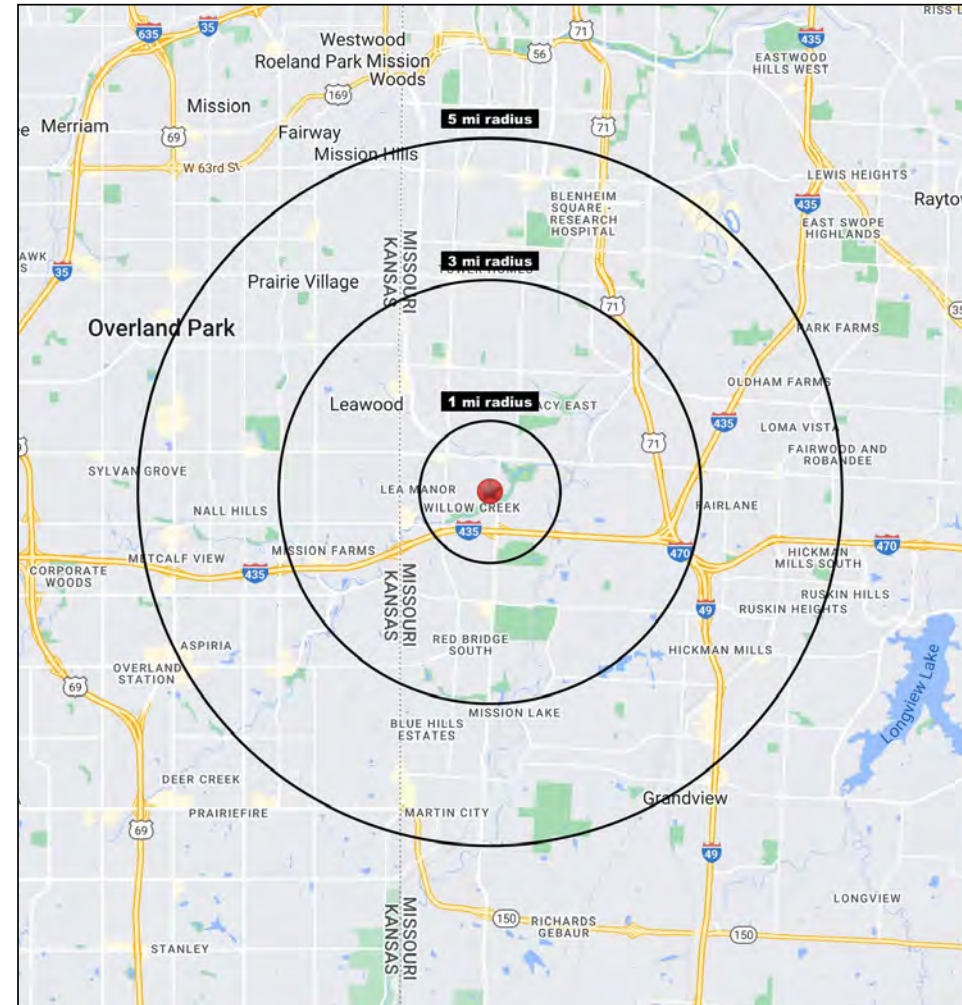 RISS
635
35
71
Westwood
435
Roeland Park Mission
Woods
56
EASTWOOD
HILLS WEST
169
Mission
5 mi radius
71
Merriam
69
Fairway
Mission Hills
W 63rd St
LEWIS HEIGHTS
BLENHEIM
SQUARE -
RESEARCH
HOSPITAL
435
EAST SWOPE
HIGHLANDS
MISSOURI
KANSAS
35
3 mi radius
Prairie Village
71
Overland Park
PARK FARMS
OLDHAM FARMS
Leawood
1 mi radius
ACY EAST
435
LOMA VISTA
71
FAIRWOOD AND
ROBANDEE
SYLVAN GROVE
LEA MANOR
WILLOW CREEK
NALL HILLS
FAIRLANE
435
METCALF VIEW
MISSION FARMS
470
470
HICKMAN
MILLS SOUTH
CORPORATE
WOODS
435
MISSOURI
KANSAS
RUSKIN HILLS
49
RUSKIN HEIGHTS
RED BRIDGE
SOUTH
ASPIRIA
HICKMAN MILLS
OVERLAND
STATION
69
Longview Lake
MISSION LAKE
BLUE HILLS
ESTATES
DEER CREEK
Grandview
PRAIRIEFIRE
MARTIN CITY
69
49
MISSOURI
KANSAS
LONGVIEW
150
RICHARDS
GEBAUR
150
STANLEY